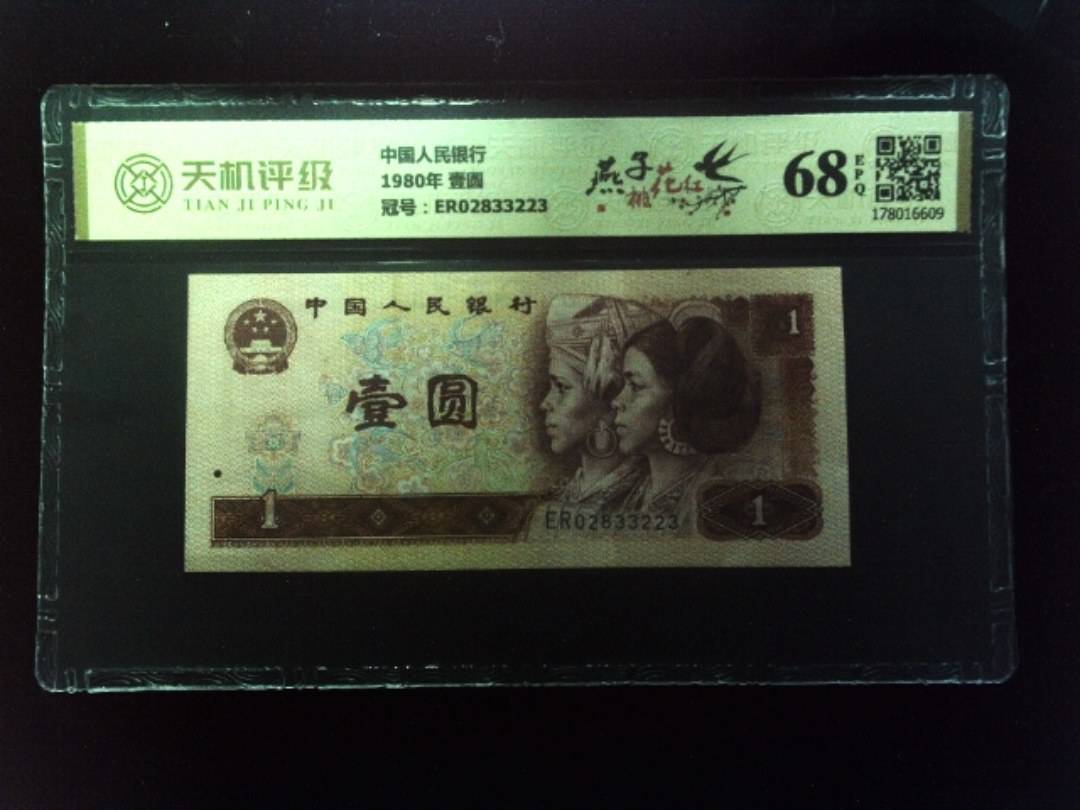 天机评级
TIAN JI PING JI
中国人民银行
1980年 壹圆
冠号：ER02833223
燕子
桃花红
68
EPQ
178016609
中国人民银行
壹圆
1
1
ER02833223
1